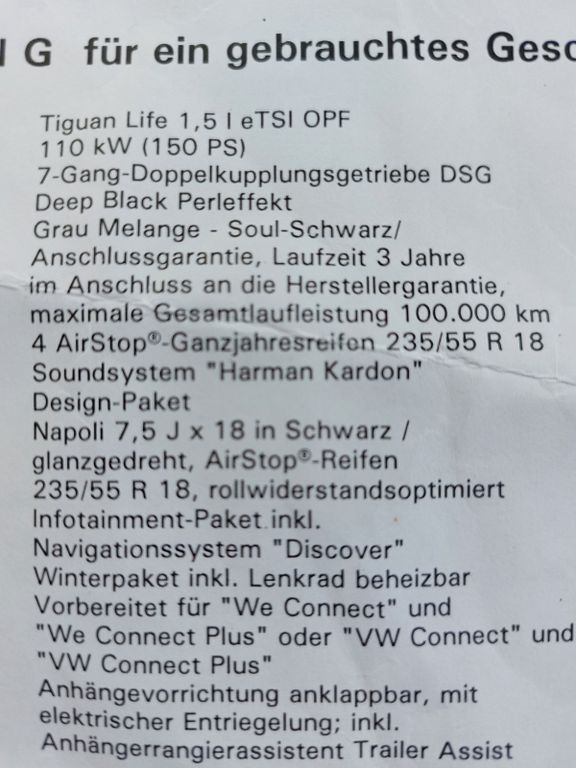 G für ein gebrauchtes
Tiguan Life 1,5 l eTSI OPF
110 kW (150 PS)
7-Gang-Doppelkupplungsgetriebe DSG
Deep Black Perleffekt
Grau Melange - Soul-Schwarz/
Anschlussgarantie, Laufzeit 3 Jahre
im Anschluss an die Herstellergarantie,
maximale Gesamtlaufleistung 100.000 km
4 AirStop®-Ganzjahresreifen 235/55 R 18
Soundsystem "Harman Kardon"
Design-Paket
Napoli 7,5 J x 18 in Schwarz /
glanzgedreht, AirStop®-Reifen
235/55 R 18, rollwiderstandsoptimiert
Infotainment-Paket inkl.
Navigationssystem "Discover"
Winterpaket inkl. Lenkrad beheizbar
Vorbereitet für "We Connect" und
"We Connect Plus" oder "VW Connect" und
"VW Connect Plus"
Anhängevorrichtung anklappbar, mit
elektrischer Entriegelung; inkl.
Anhängerrangierassistent Trailer Assist